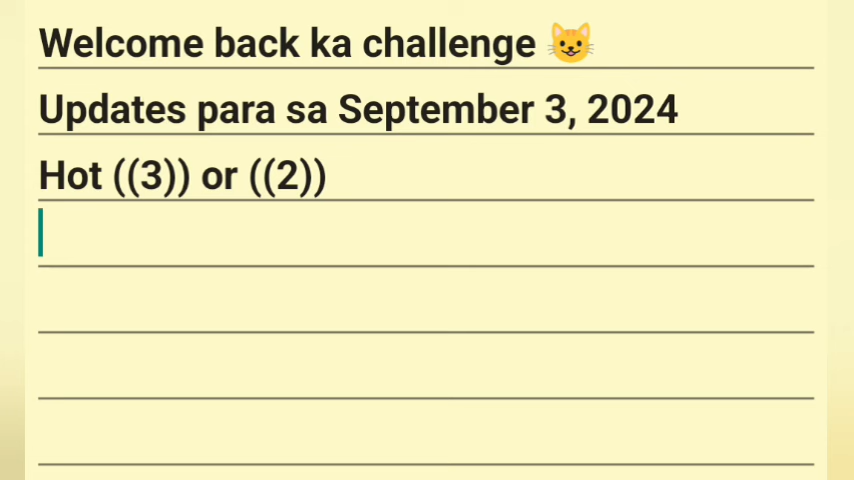 Welcome back ka challenge 😺
Updates para sa September 3, 2024
Hot ((3)) or ((2))